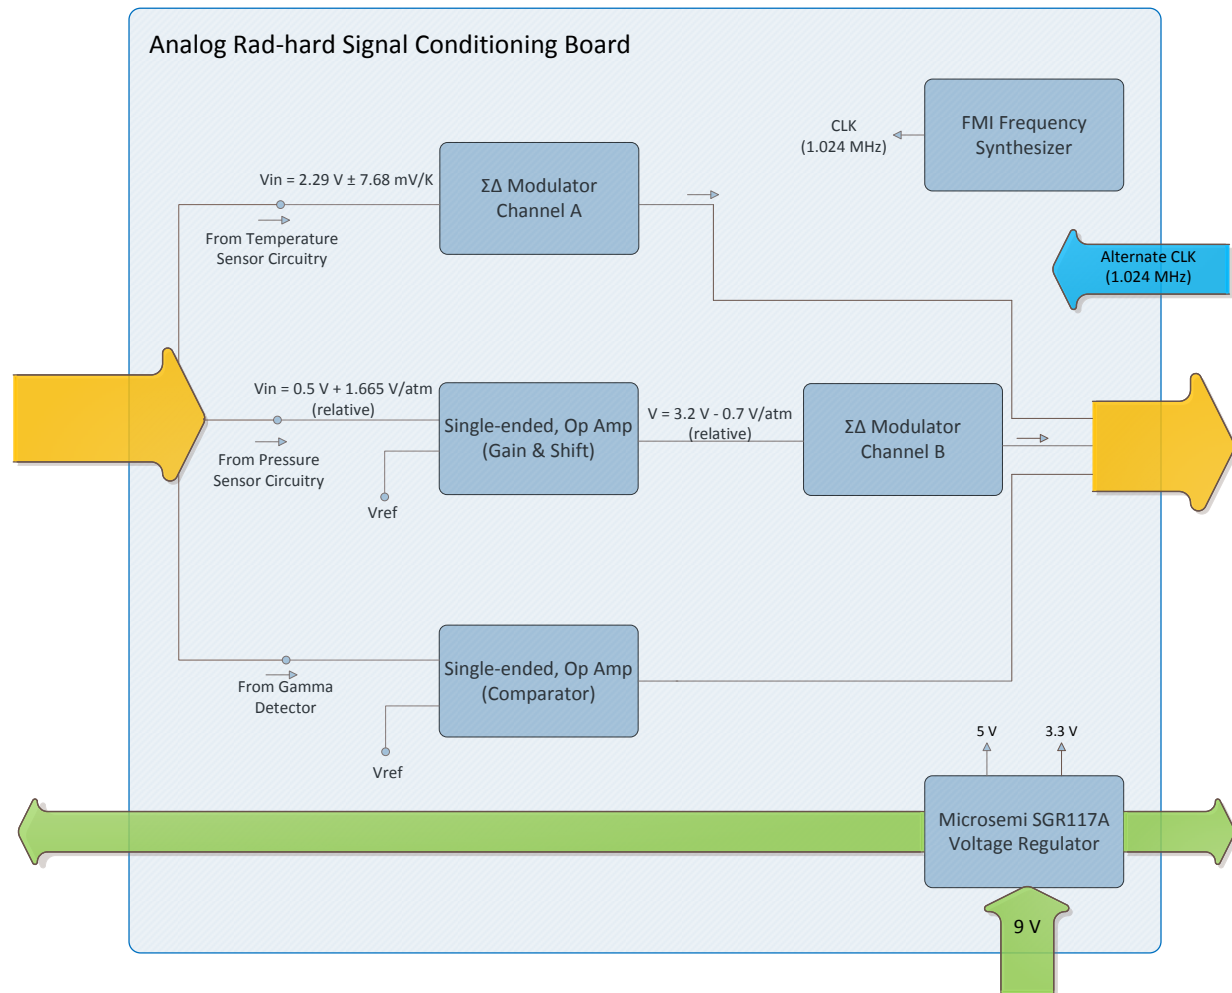 Analog Rad-hard Signal Conditioning Board
FMI Frequency
Synthesizer
CLK
(1.024 MHz)
Vin = 2.29 V ± 7.68 mV/K
ΣΔ Modulator
Channel A
From Temperature
Sensor Circuitry
Alternate CLK
(1.024 MHz)
Vin = 0.5 V + 1.665 V/atm
(relative)
Single-ended, Op Amp
(Gain & Shift)
V = 3.2 V - 0.7 V/atm
(relative)
ΣΔ Modulator
Channel B
From Pressure
Sensor Circuitry
Vref
Single-ended, Op Amp
(Comparator)
From Gamma
Detector
Vref
5 V
3.3 V
Microsemi SGR117A
Voltage Regulator
9 V